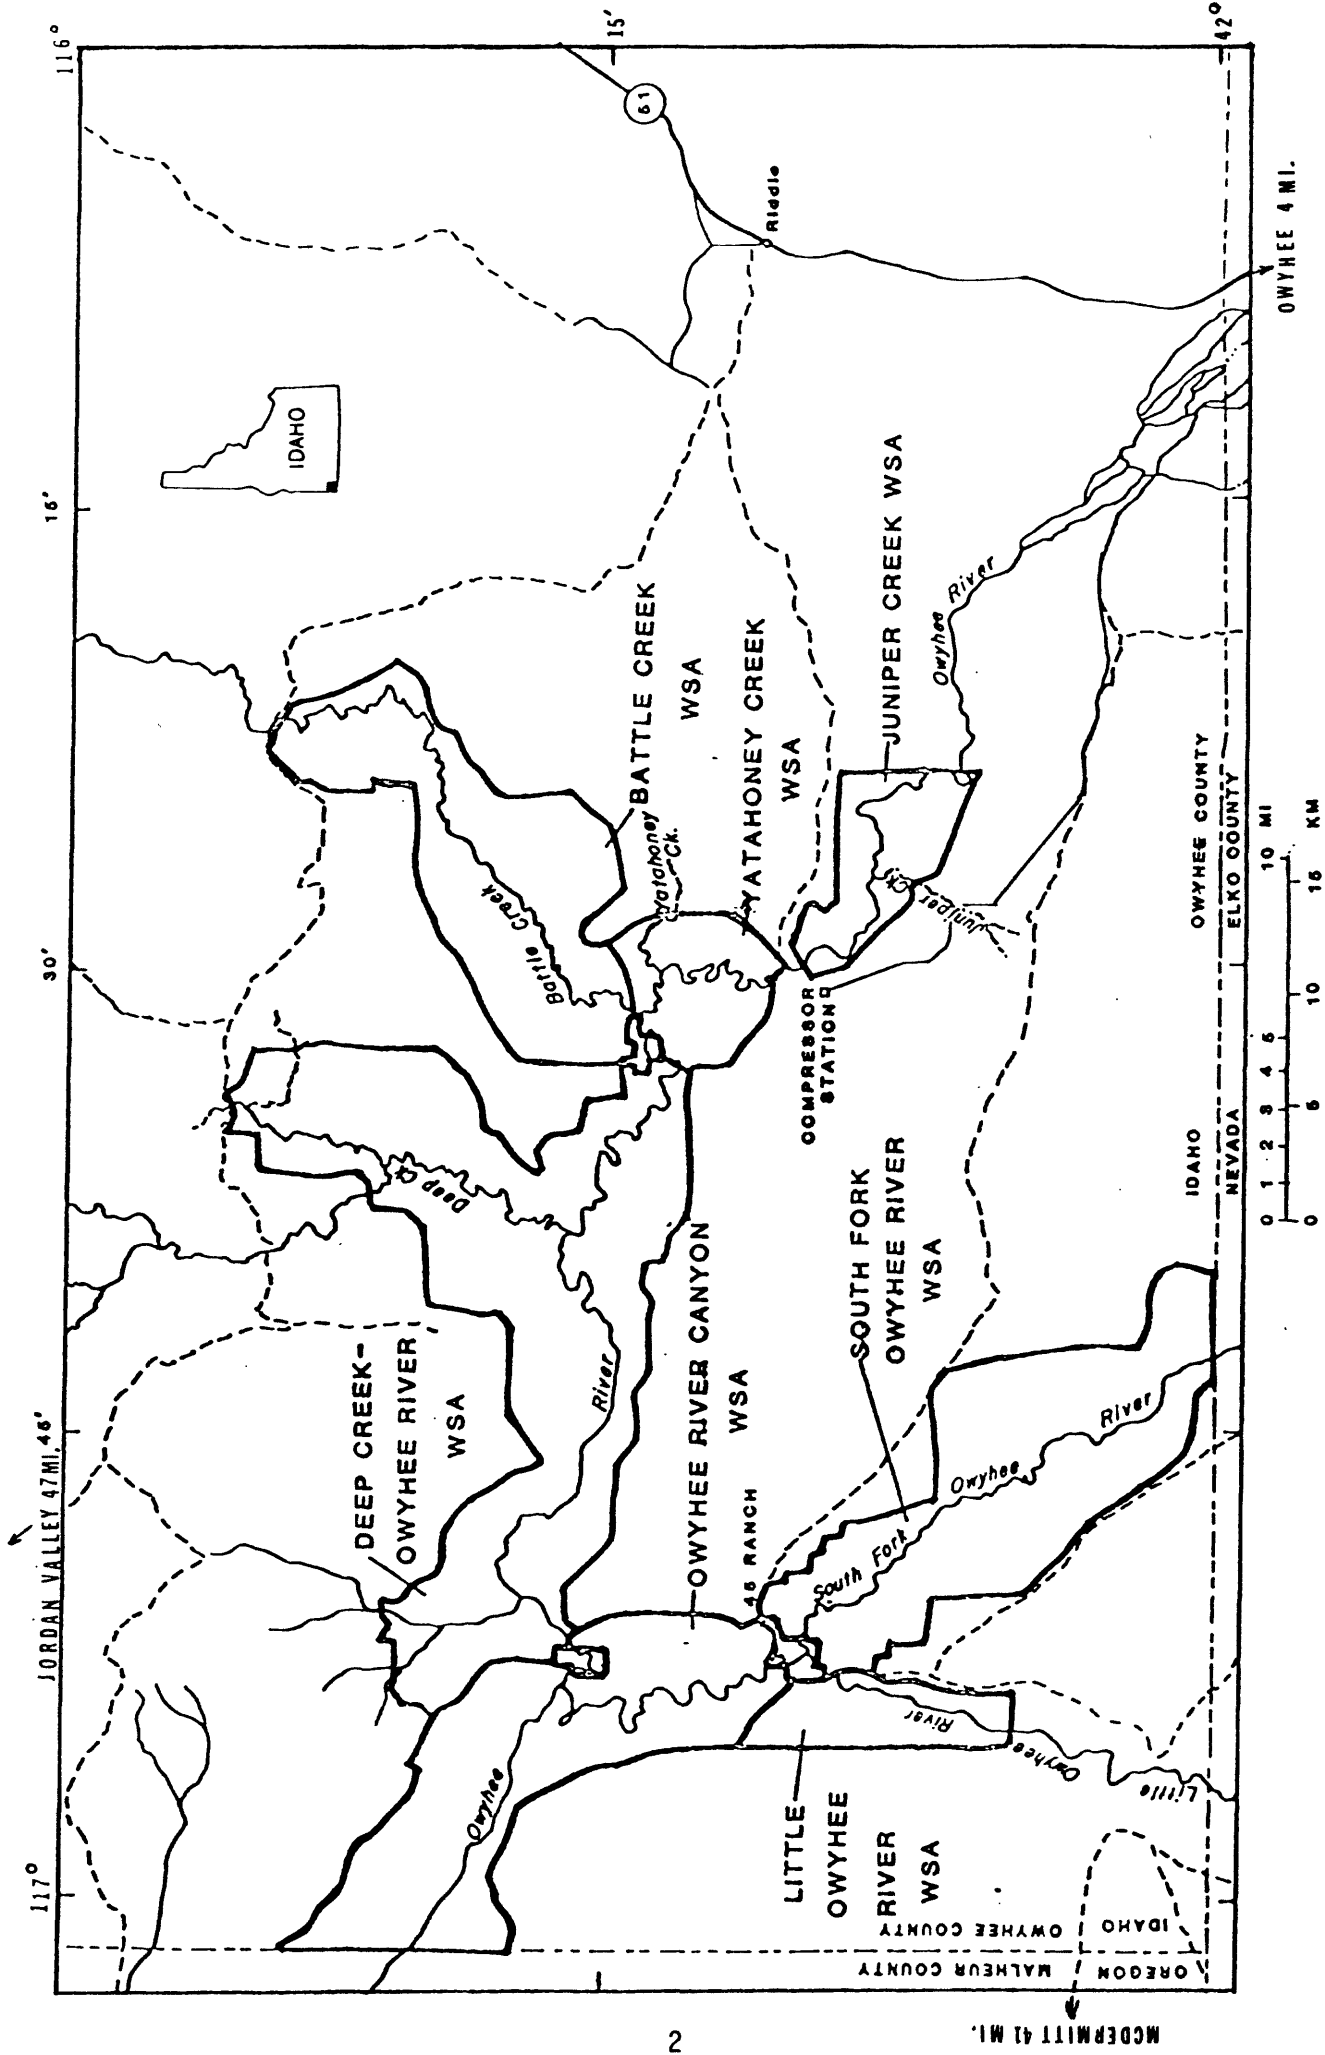 JORDAN VALLEY 47 MI.
117°
45'
30'
15'
116°
15'
42°
IDAHO
51
Riddle
DEEP CREEK-
OWYHEE RIVER
WSA
Deep Ck.
Battle Creek
BATTLE CREEK
WSA
Yatahoney
Ck.
YATAHONEY CREEK
WSA
JUNIPER CREEK WSA
Juniper
Ck.
Owyhee River
COMPRESSOR
STATION
River
Owyhee
OWYHEE RIVER CANYON
WSA
45 RANCH
SOUTH FORK
OWYHEE RIVER
WSA
South Fork
Owyhee
River
LITTLE
OWYHEE
RIVER
WSA
Little
Owyhee
River
OWYHEE COUNTY
MALHEUR COUNTY
IDAHO
OREGON
MCDERMITT 41 MI.
IDAHO
NEVADA
OWYHEE COUNTY
ELKO COUNTY
OWYHEE 4 MI.
0 1 2 3 4 5 10 MI
0 5 10 15 KM
2